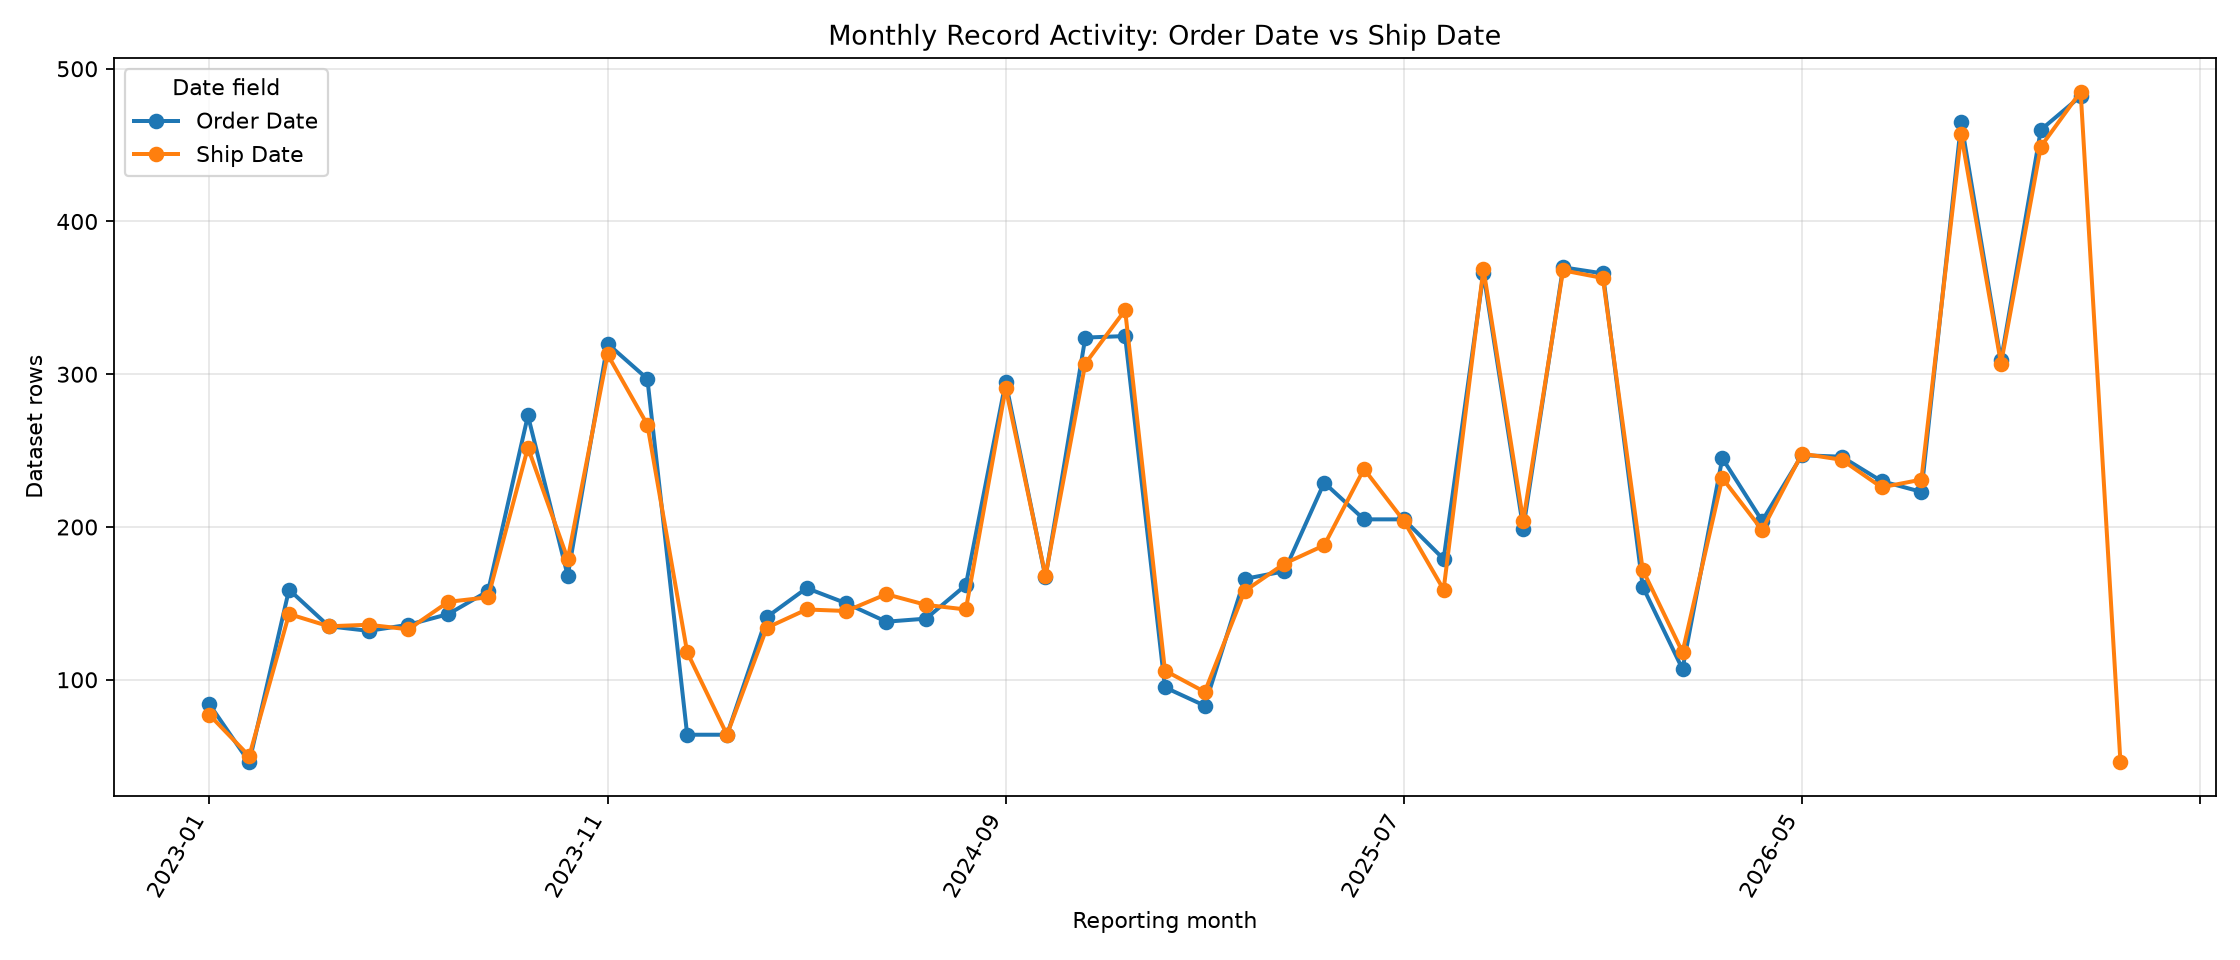 Monthly Record Activity: Order Date vs Ship Date
Date field
Order Date
Ship Date
Dataset rows
500
400
300
200
100
2023-01
2023-11
2024-09
2025-07
2026-05
Reporting month